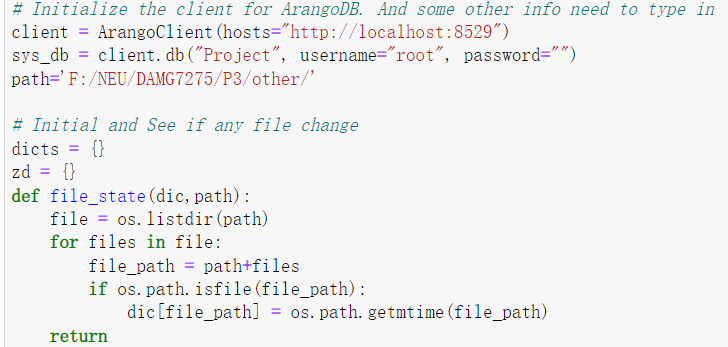 # Initialize the client for ArangoDB. And some other info need to type in
client = ArangoClient(hosts="http://localhost:8529")
sys_db = client.db("Project", username="root", password="")
path='F:/NEU/DAMG7275/P3/other/'

# Initial and See if any file change
dicts = {}
zd = {}
def file_state(dic,path):
    file = os.listdir(path)
    for files in file:
        file_path = path+files
        if os.path.isfile(file_path):
            dic[file_path] = os.path.getmtime(file_path)
    return